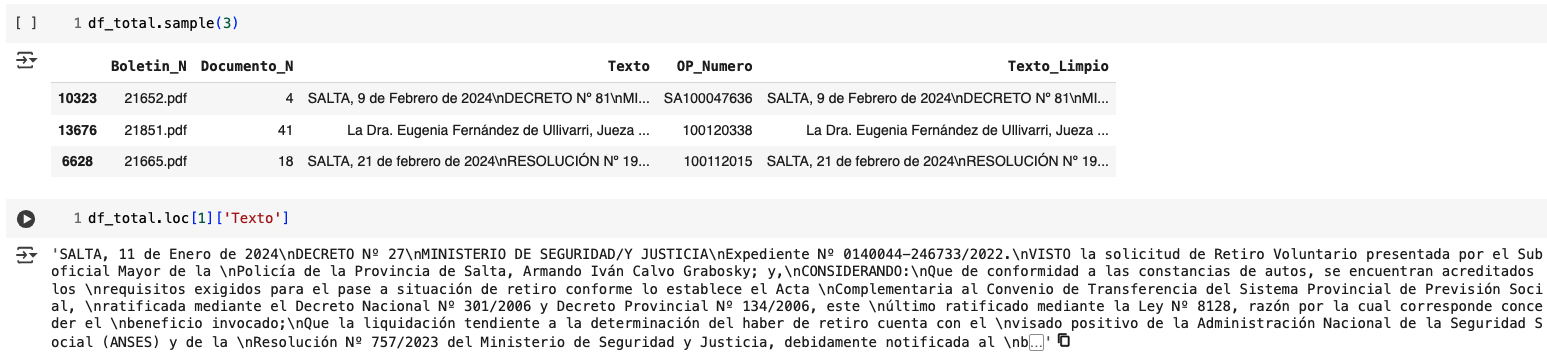 [ ] 1 df_total.sample(3)
Boletin_N Documento_N Texto OP_Numero Texto_Limpio
10323 21652.pdf 4 SALTA, 9 de Febrero de 2024\nDECRETO Nº 81\nMI... SA100047636 SALTA, 9 de Febrero de 2024\nDECRETO Nº 81\nMI...
13676 21851.pdf 41 La Dra. Eugenia Fernández de Ullivarri, Jueza ... 100120338 La Dra. Eugenia Fernández de Ullivarri, Jueza ...
6628 21665.pdf 18 SALTA, 21 de febrero de 2024\nRESOLUCIÓN Nº 19... 100112015 SALTA, 21 de febrero de 2024\nRESOLUCIÓN Nº 19...
1 df_total.loc[1]['Texto']
'SALTA, 11 de Enero de 2024\nDECRETO Nº 27\nMINISTERIO DE SEGURIDAD/Y JUSTICIA\nExpediente Nº 0140044-246733/2022.\nVISTO la solicitud de Retiro Voluntario presentada por el Sub
oficial Mayor de la \nPolicía de la Provincia de Salta, Armando Iván Calvo Grabosky; y,\nCONSIDERANDO:\nQue de conformidad a las constancias de autos, se encuentran acreditados
los \nrequisitos exigidos para el pase a situación de retiro conforme lo establece el Acta \nComplementaria al Convenio de Transferencia del Sistema Provincial de Previsión Soci
al, \nratificada mediante el Decreto Nacional Nº 301/2006 y Decreto Provincial Nº 134/2006, este \núltimo ratificado mediante la Ley Nº 8128, razón por la cual corresponde conce
der el \nbeneficio invocado;\nQue la liquidación tendiente a la determinación del haber de retiro cuenta con el \nvisado positivo de la Administración Nacional de la Seguridad S
ocial (ANSES) y de la \nResolución Nº 757/2023 del Ministerio de Seguridad y Justicia, debidamente notificada al \nb...'